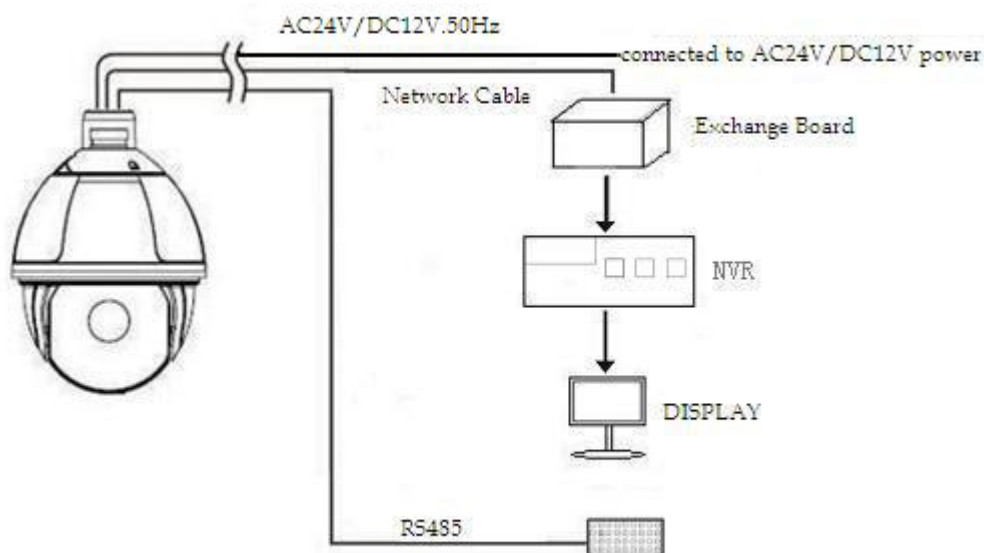 AC24V/DC12V.50Hz
connected to AC24V/DC12V power
Network Cable
Exchange Board
NVR
DISPLAY
RS485